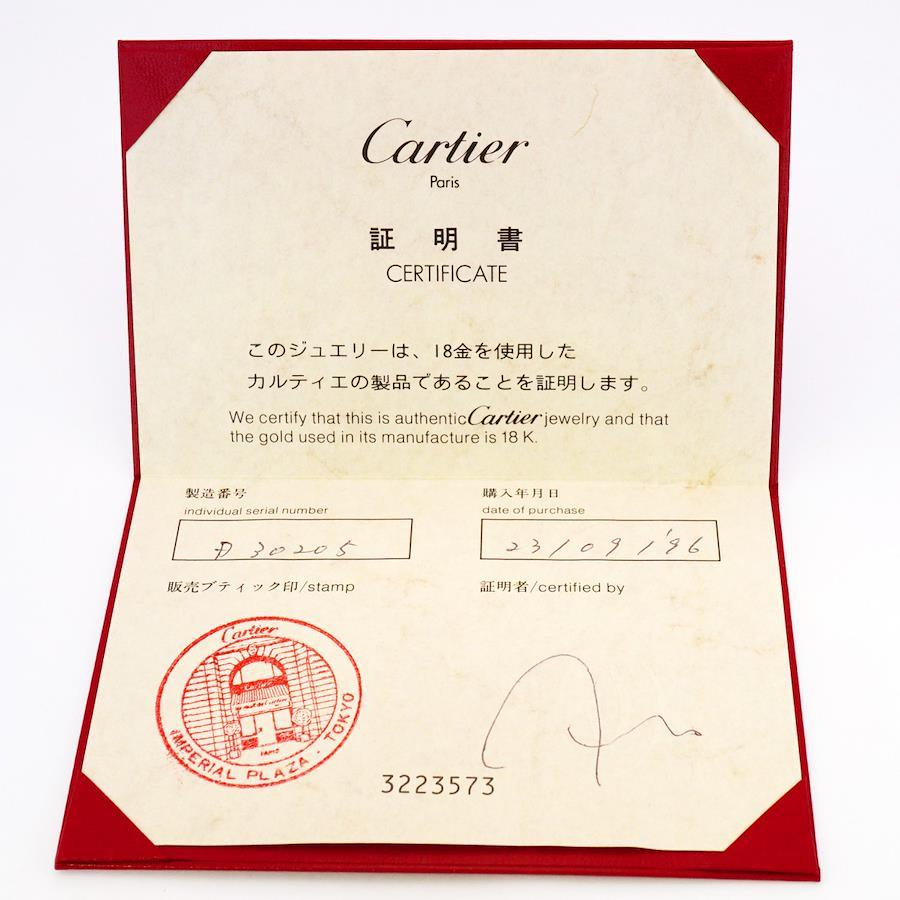 Cartier
Paris
証明書
CERTIFICATE
このジュエリーは、18金を使用した
カルティエの製品であることを証明します。
We certify that this is authentic Cartier jewelry and that
the gold used in its manufacture is 18 K.
製造番号
individual serial number
30205
購入年月日
date of purchase
23/09/'96
販売ブティック印/stamp
証明者/certified by
Cartier
IMPERIAL PLAZA · TOKYO
3223573